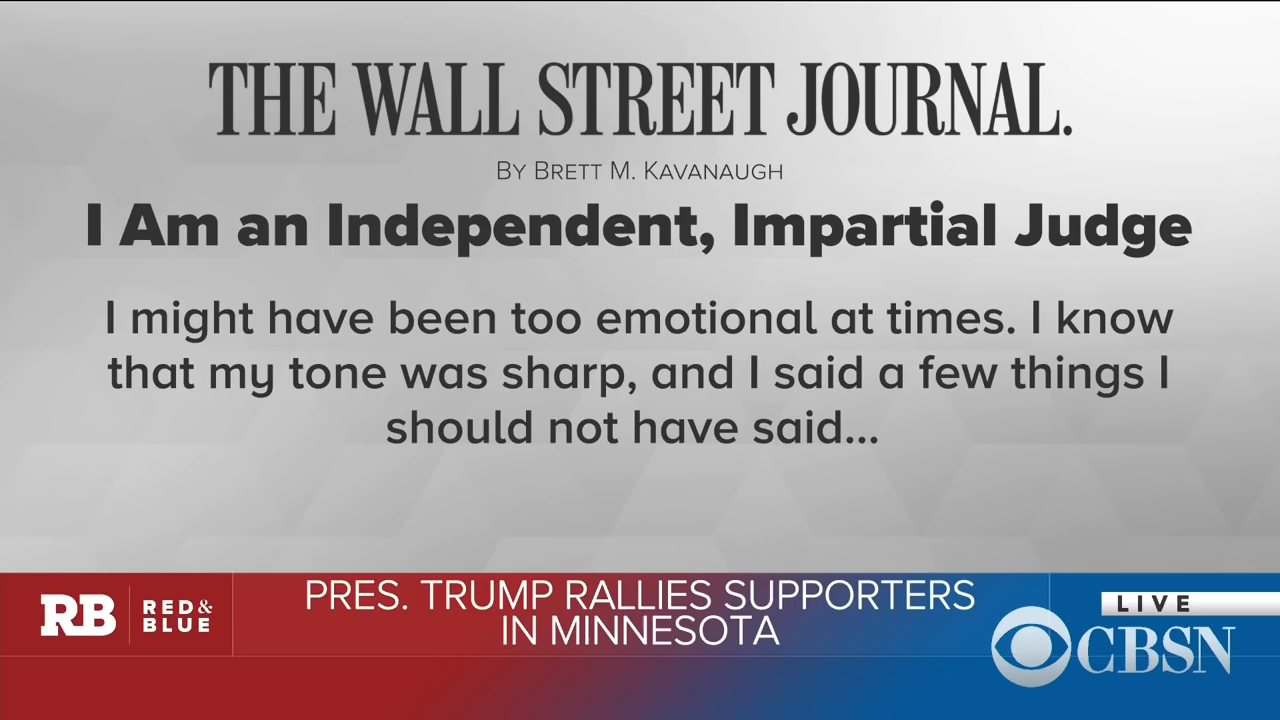 THE WALL STREET JOURNAL.
BY BRETT M. KAVANAUGH
I Am an Independent, Impartial Judge
I might have been too emotional at times. I know
that my tone was sharp, and I said a few things I
should not have said...
RB RED&
BLUE
PRES. TRUMP RALLIES SUPPORTERS
IN MINNESOTA
LIVE
CBSN